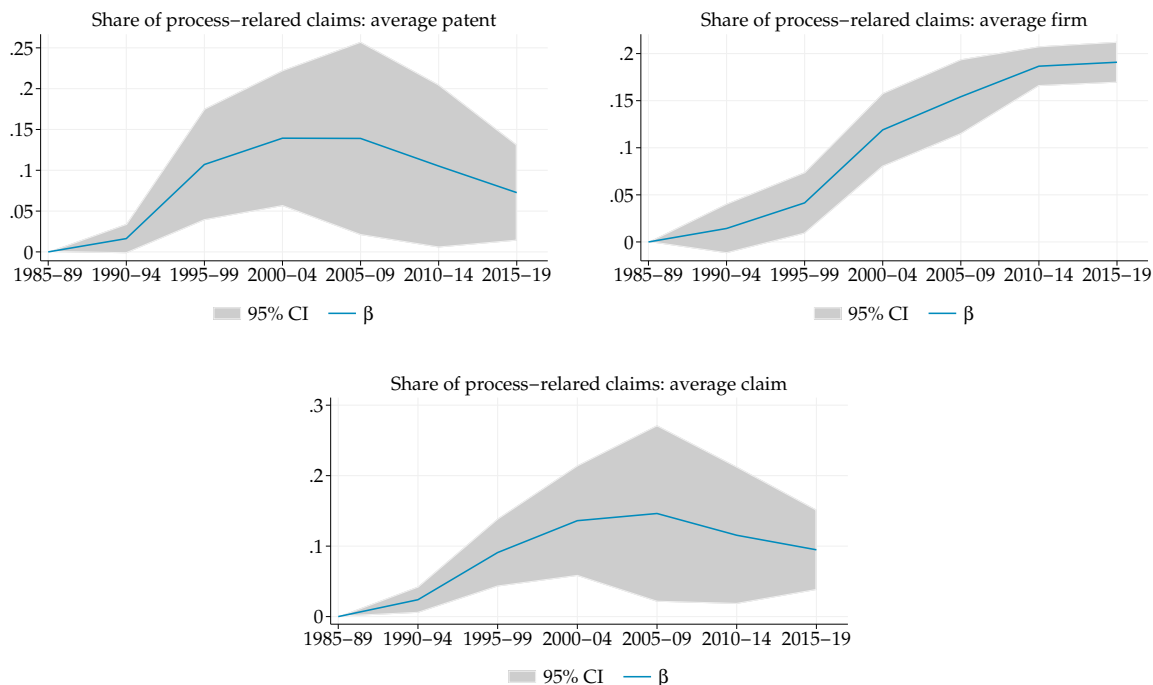 Share of process−relared claims: average patent
.25
.2
.15
.1
.05
0
1985−89 1990−94 1995−99 2000−04 2005−09 2010−14 2015−19
95% CI β
Share of process−relared claims: average firm
.2
.15
.1
.05
0
1985−89 1990−94 1995−99 2000−04 2005−09 2010−14 2015−19
95% CI β
Share of process−relared claims: average claim
.3
.2
.1
0
1985−89 1990−94 1995−99 2000−04 2005−09 2010−14 2015−19
95% CI β